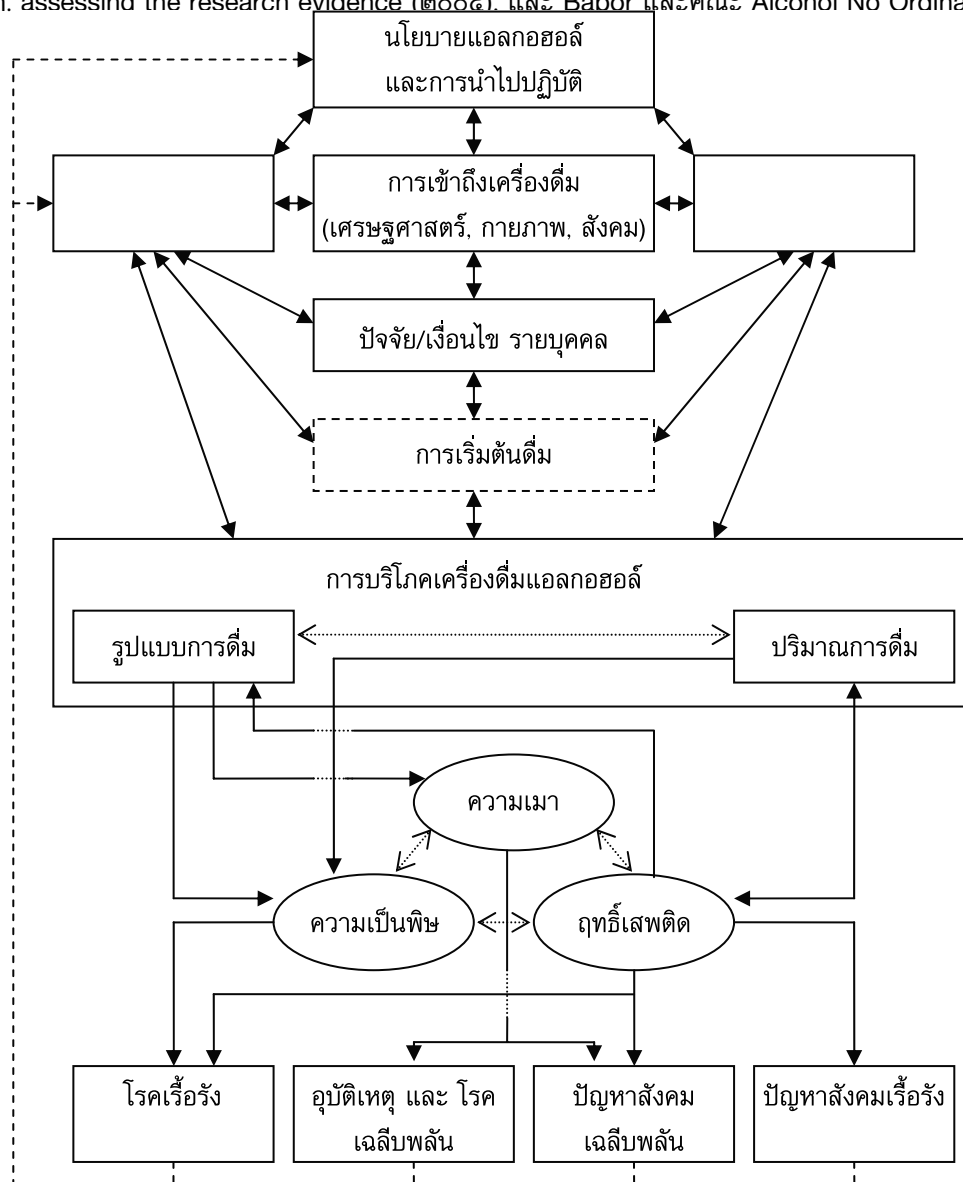 n, assessing the research evidence (๒๐๐๔), และ Babor และคณะ Alcohol No Ordina
นโยบายแอลกอฮอล์
และการนำไปปฏิบัติ
การเข้าถึงเครื่องดื่ม
(เศรษฐศาสตร์, กายภาพ, สังคม)
ปัจจัย/เงื่อนไข รายบุคคล
การเริ่มต้นดื่ม
การบริโภคเครื่องดื่มแอลกอฮอล์
รูปแบบการดื่ม
ปริมาณการดื่ม
ความเมา
ความเป็นพิษ
ฤทธิ์เสพติด
โรคเรื้อรัง
อุบัติเหตุ และ โรค
เฉลีบพลัน
ปัญหาสังคม
เฉลีบพลัน
ปัญหาสังคมเรื้อรัง